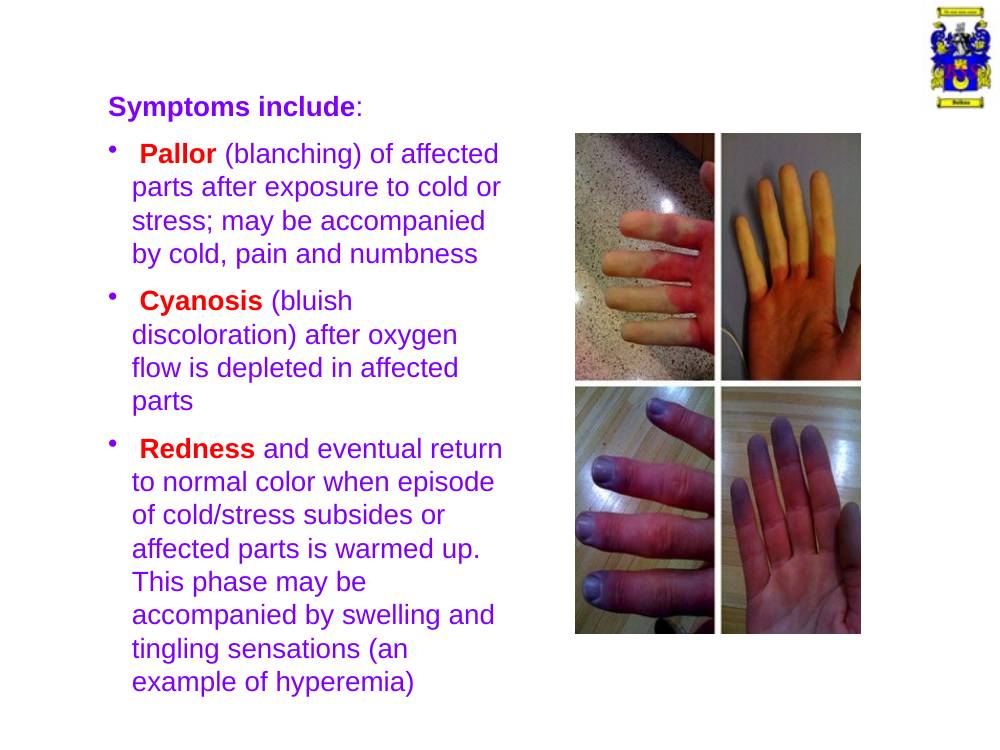 Symptoms include:
• Pallor (blanching) of affected
parts after exposure to cold or
stress; may be accompanied
by cold, pain and numbness
• Cyanosis (bluish
discoloration) after oxygen
flow is depleted in affected
parts
• Redness and eventual return
to normal color when episode
of cold/stress subsides or
affected parts is warmed up.
This phase may be
accompanied by swelling and
tingling sensations (an
example of hyperemia)